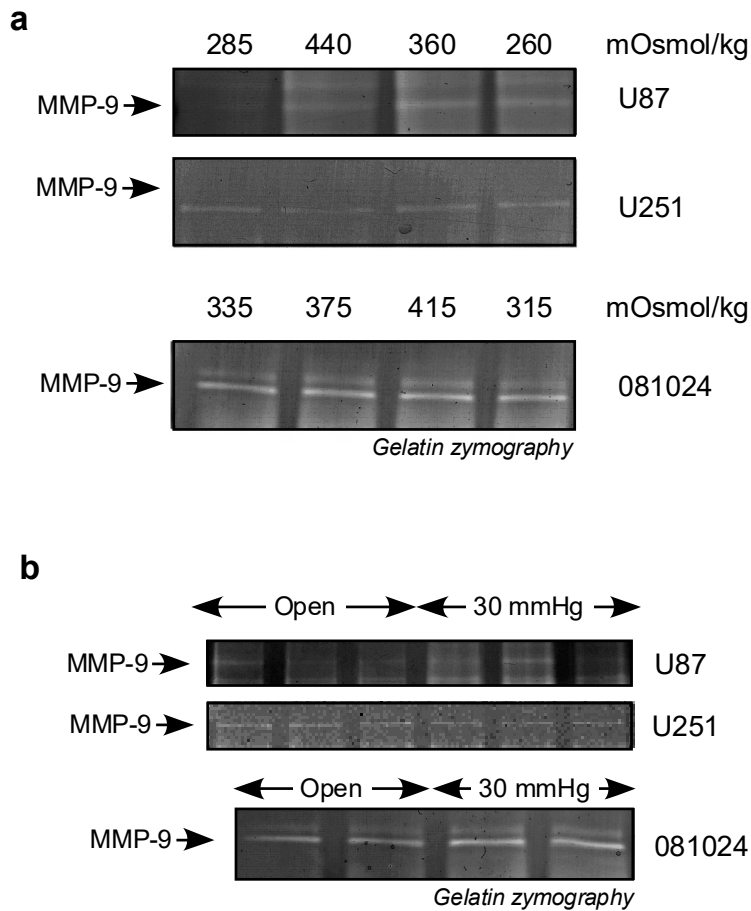 a
285 440 360 260 mOsmol/kg
MMP-9 U87
MMP-9 U251
335 375 415 315 mOsmol/kg
MMP-9 081024
Gelatin zymography
b
Open 30 mmHg
MMP-9 U87
MMP-9 U251
Open 30 mmHg
MMP-9 081024
Gelatin zymography